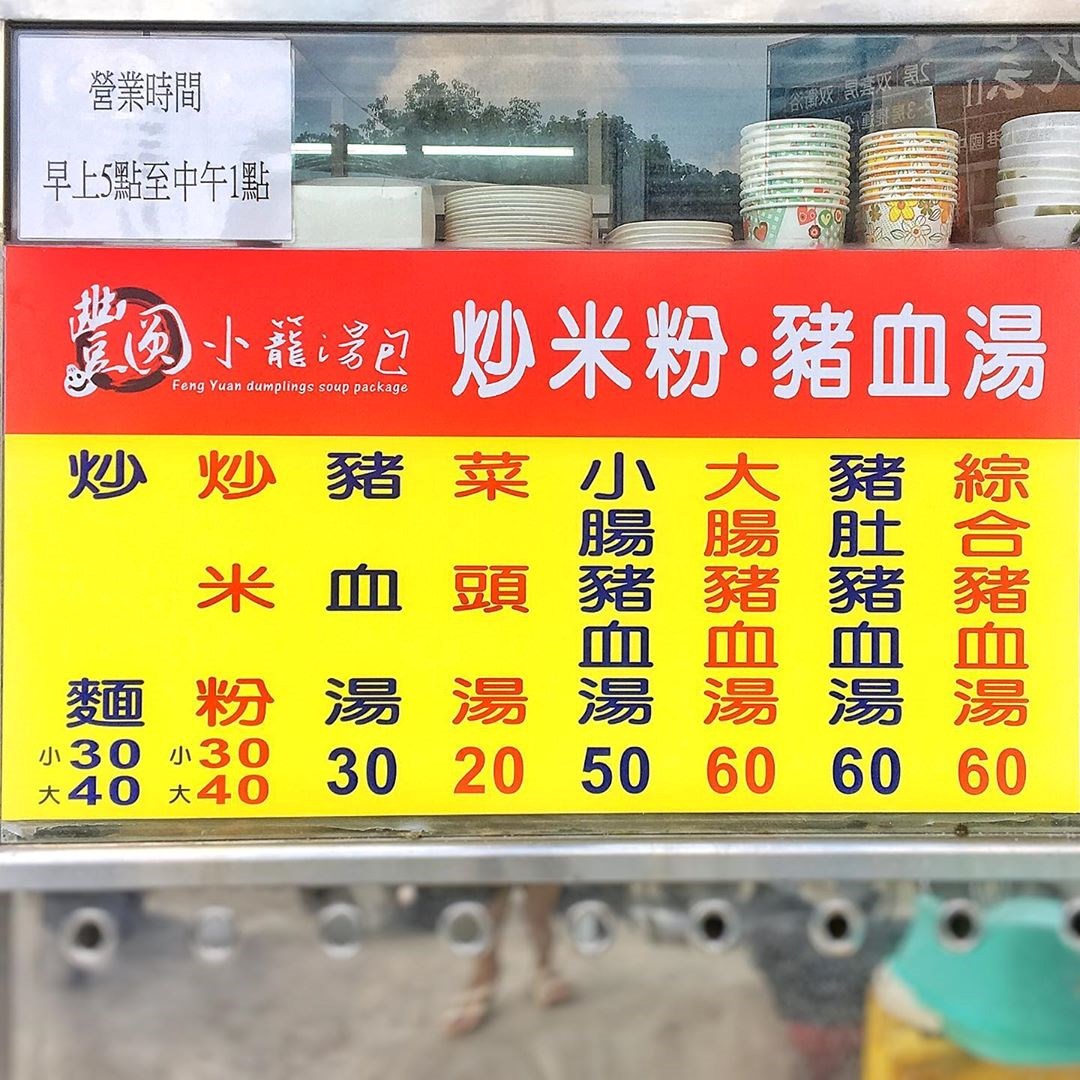 營業時間
早上5點至中午1點
豐圓小籠湯包
Feng Yuan dumplings soup package
炒米粉·豬血湯
炒麵
小30
大40
炒米粉
小30
大40
豬血湯
30
菜頭湯
20
小腸豬血湯
50
大腸豬血湯
60
豬肚豬血湯
60
綜合豬血湯
60